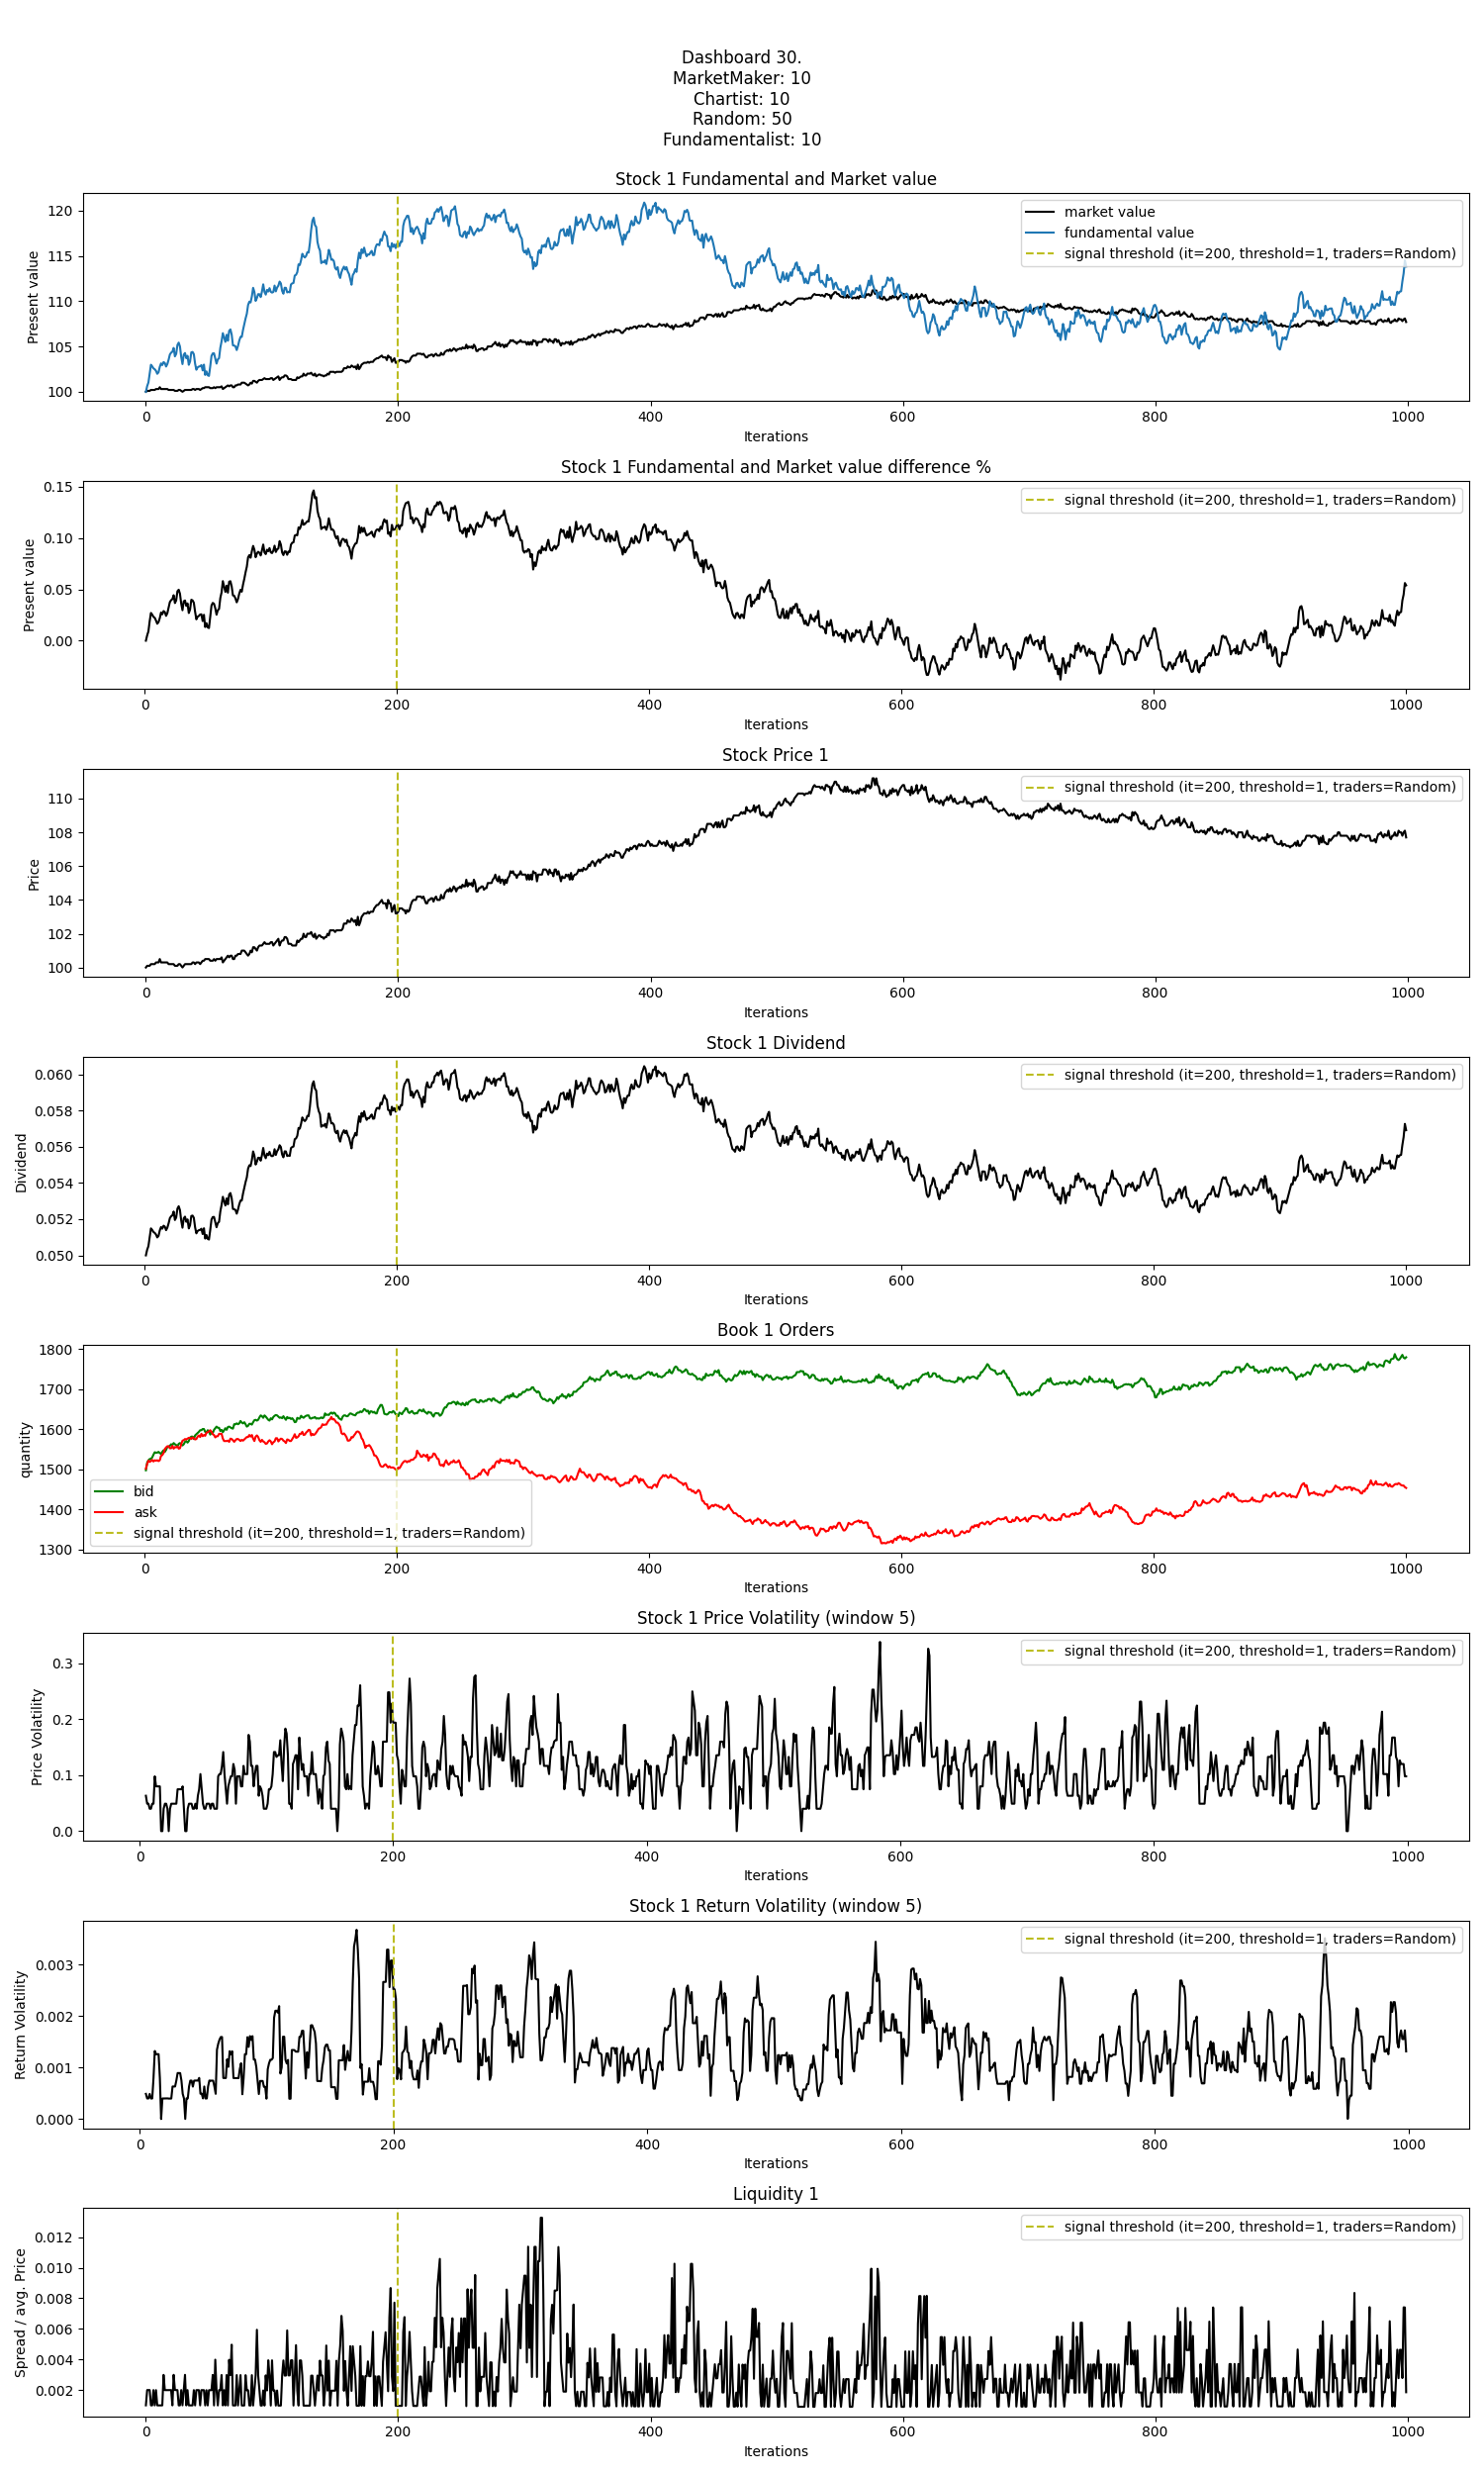 Dashboard 30.
MarketMaker: 10
Chartist: 10
Random: 50
Fundamentalist: 10
Stock 1 Fundamental and Market value
Present value
120
115
110
105
100
market value
fundamental value
signal threshold (it=200, threshold=1, traders=Random)
0 200 400 600 800 1000
Iterations
Stock 1 Fundamental and Market value difference %
Present value
0.15
0.10
0.05
0.00
signal threshold (it=200, threshold=1, traders=Random)
0 200 400 600 800 1000
Iterations
Stock Price 1
Price
110
108
106
104
102
100
signal threshold (it=200, threshold=1, traders=Random)
0 200 400 600 800 1000
Iterations
Stock 1 Dividend
Dividend
0.060
0.058
0.056
0.054
0.052
0.050
signal threshold (it=200, threshold=1, traders=Random)
0 200 400 600 800 1000
Iterations
Book 1 Orders
quantity
1800
1700
1600
1500
1400
1300
bid
ask
signal threshold (it=200, threshold=1, traders=Random)
0 200 400 600 800 1000
Iterations
Stock 1 Price Volatility (window 5)
Price Volatility
0.3
0.2
0.1
0.0
signal threshold (it=200, threshold=1, traders=Random)
0 200 400 600 800 1000
Iterations
Stock 1 Return Volatility (window 5)
Return Volatility
0.003
0.002
0.001
0.000
signal threshold (it=200, threshold=1, traders=Random)
0 200 400 600 800 1000
Iterations
Liquidity 1
Spread / avg. Price
0.012
0.010
0.008
0.006
0.004
0.002
signal threshold (it=200, threshold=1, traders=Random)
0 200 400 600 800 1000
Iterations